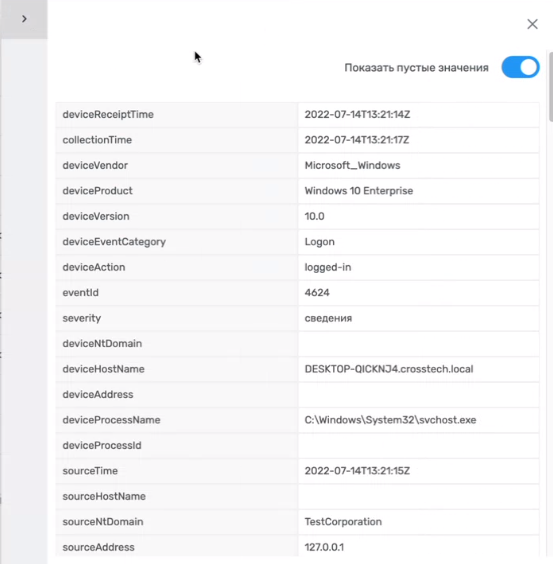 Показать пустые значения
deviceReceiptTime 2022-07-14T13:21:14Z
collectionTime 2022-07-14T13:21:17Z
deviceVendor Microsoft_Windows
deviceProduct Windows 10 Enterprise
deviceVersion 10.0
deviceEventCategory Logon
deviceAction logged-in
eventId 4624
severity сведения
deviceNtDomain
deviceHostName DESKTOP-QICKNJ4.crosstech.local
deviceAddress
deviceProcessName C:\Windows\System32\svchost.exe
deviceProcessId
sourceTime 2022-07-14T13:21:15Z
sourceHostName
sourceNtDomain TestCorporation
sourceAddress 127.0.0.1